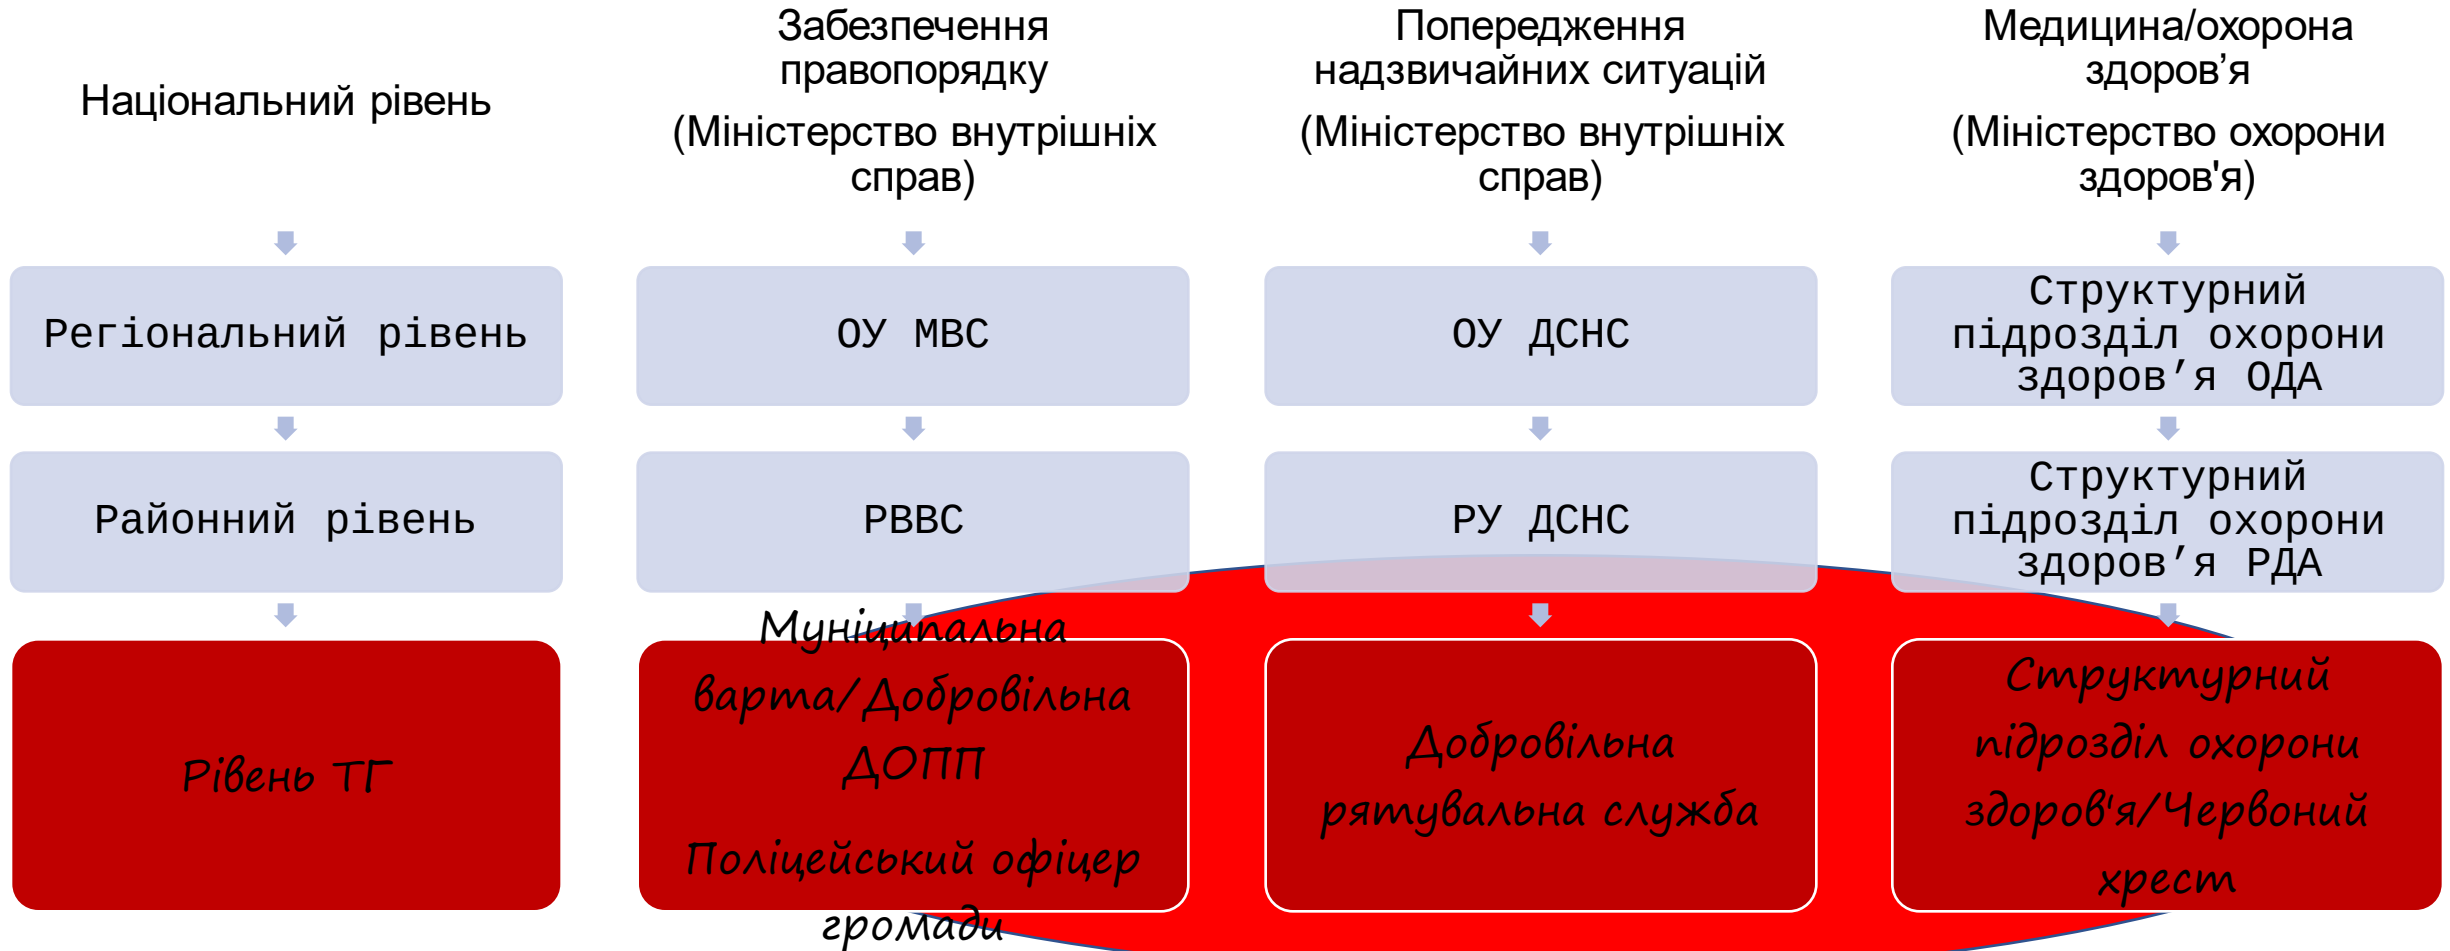 Національний рівень
Забезпечення
правопорядку
(Міністерство внутрішніх
справ)
Попередження
надзвичайних ситуацій
(Міністерство внутрішніх
справ)
Медицина/охорона
здоров’я
(Міністерство охорони
здоров'я)
Регіональний рівень
ОУ МВС
ОУ ДСНС
Структурний
підрозділ охорони
здоров’я ОДА
Районний рівень
РВВС
РУ ДСНС
Структурний
підрозділ охорони
здоров’я РДА
Рівень ТГ
Муніципальна
варта/Добровільна
ДОПП
Поліцейський офіцер
громади
Добровільна
рятувальна служба
Структурний
підрозділ охорони
здоров'я/Червоний
хрест